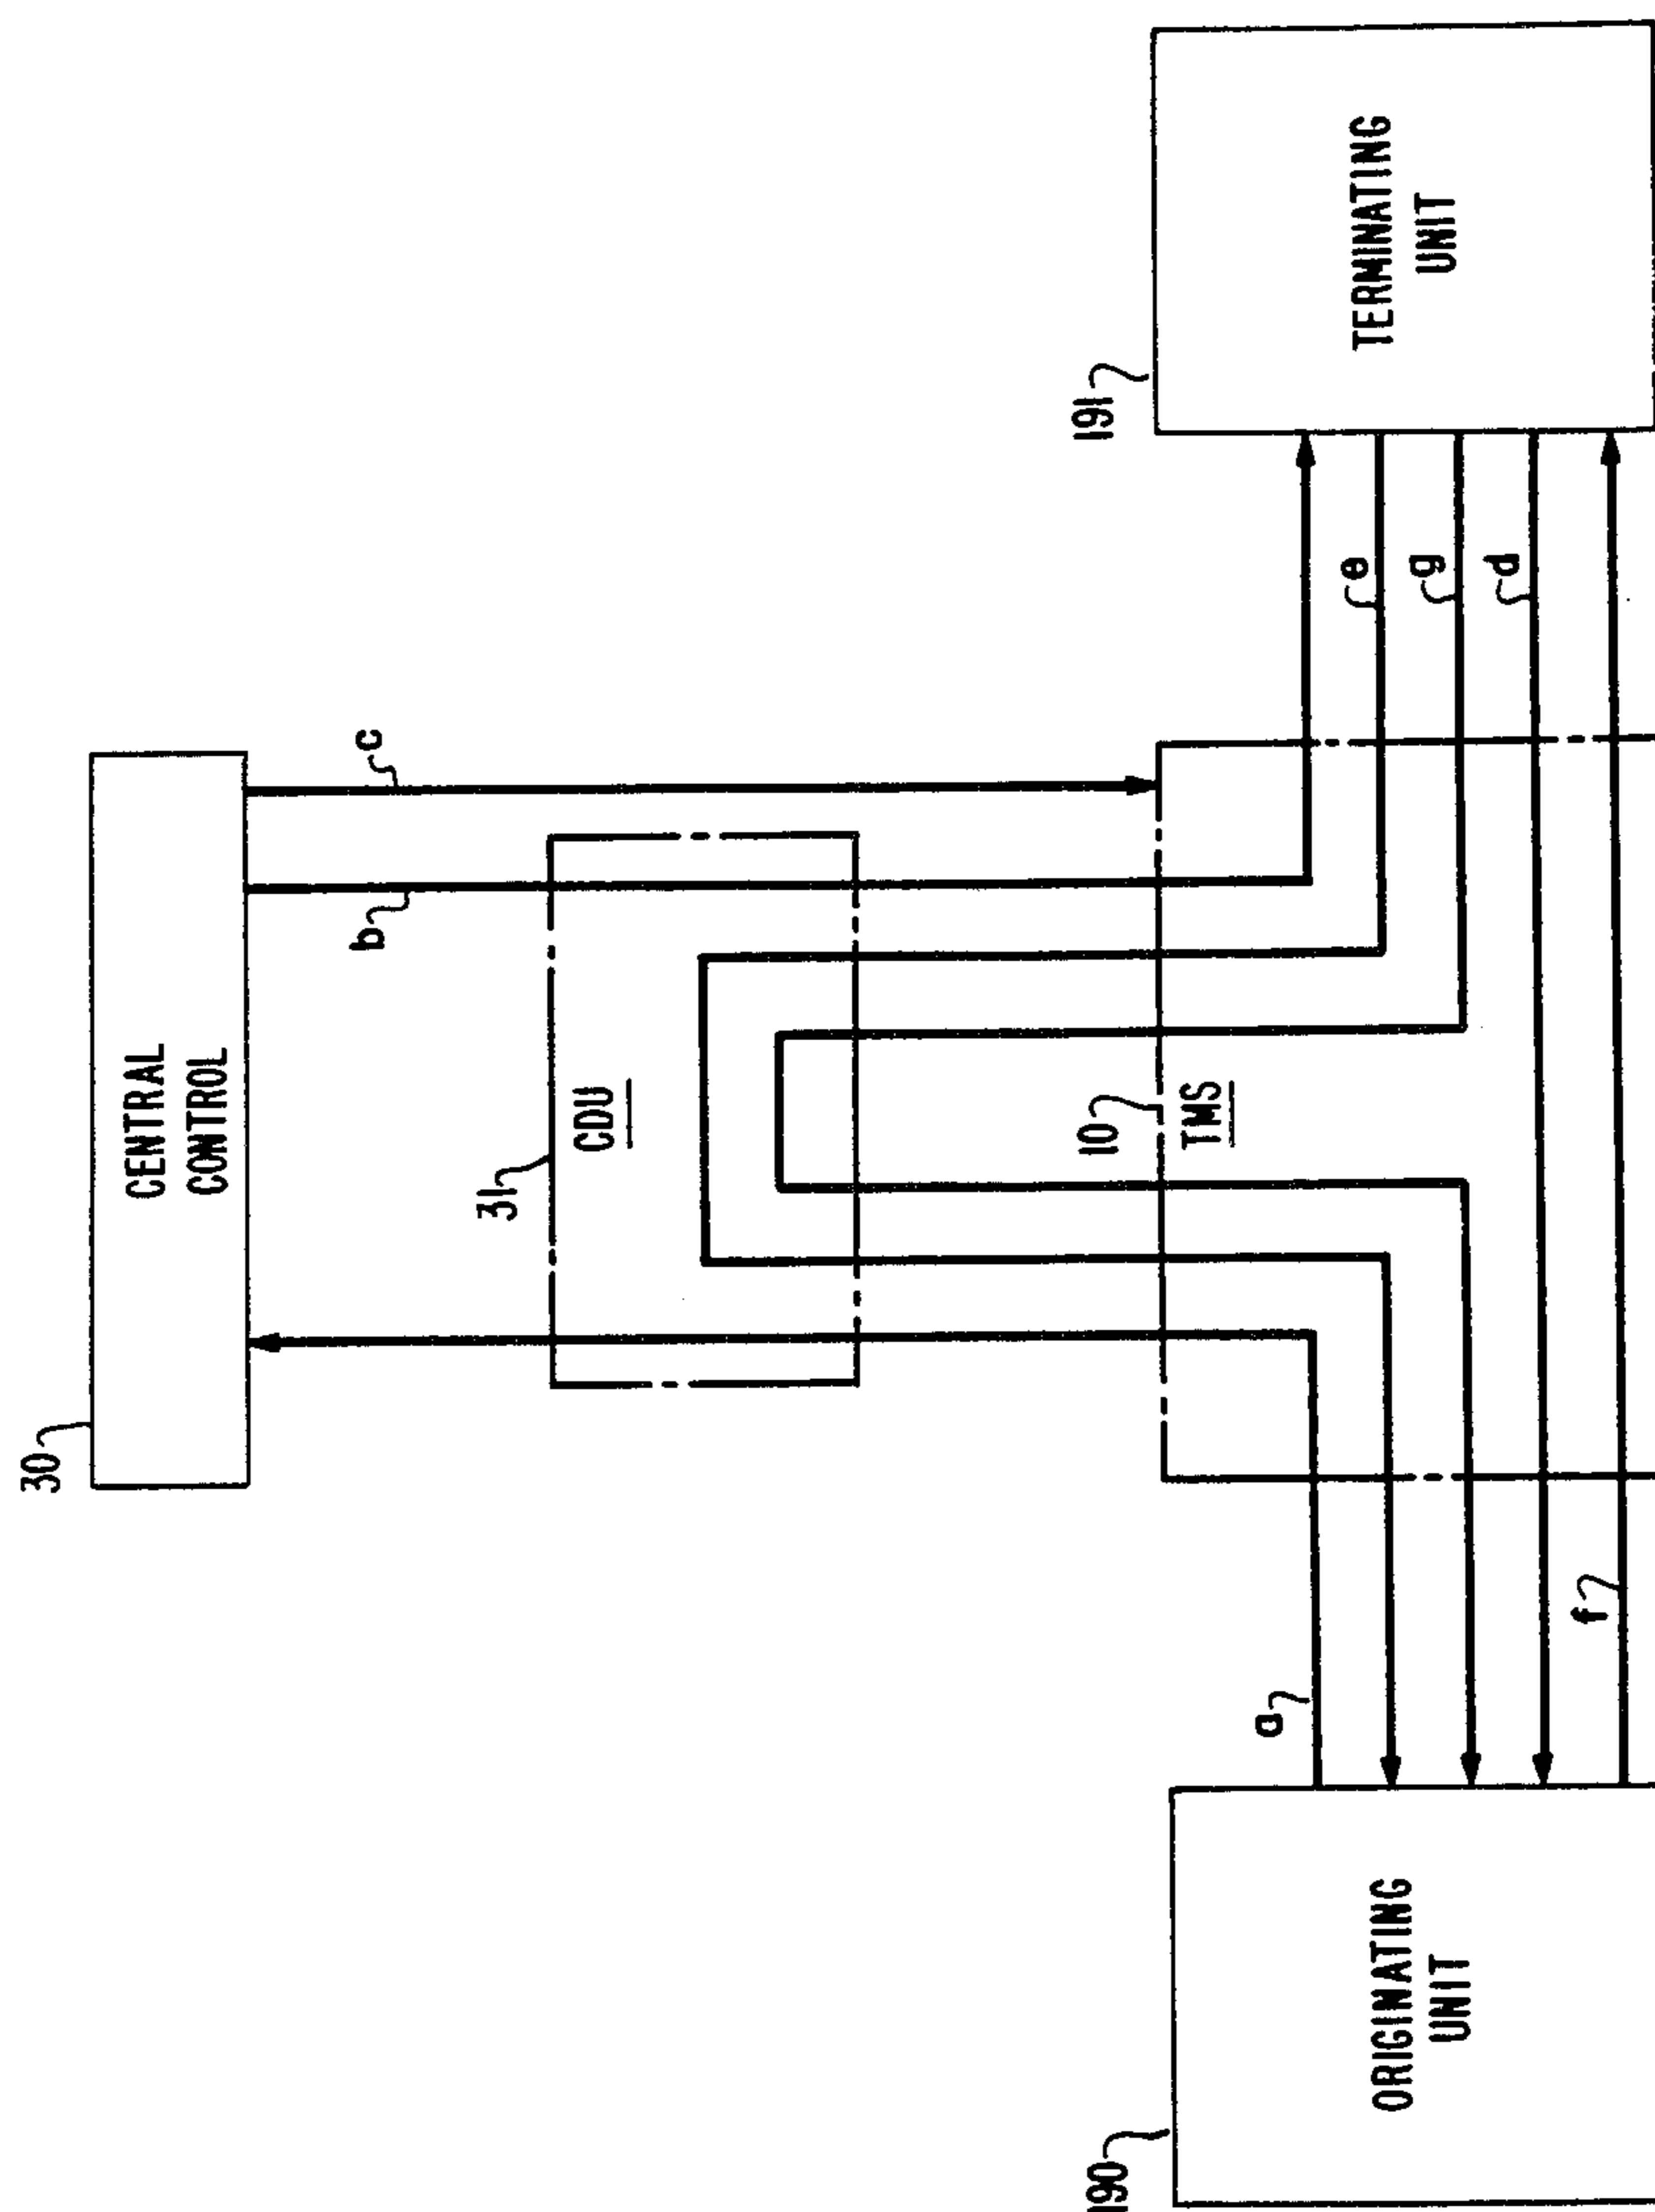 30
CENTRAL
CONTROL
c
b
31
CDU
10
TMS
191
TERMINATING
UNIT
e
g
d
a
f
190
ORIGINATING
UNIT